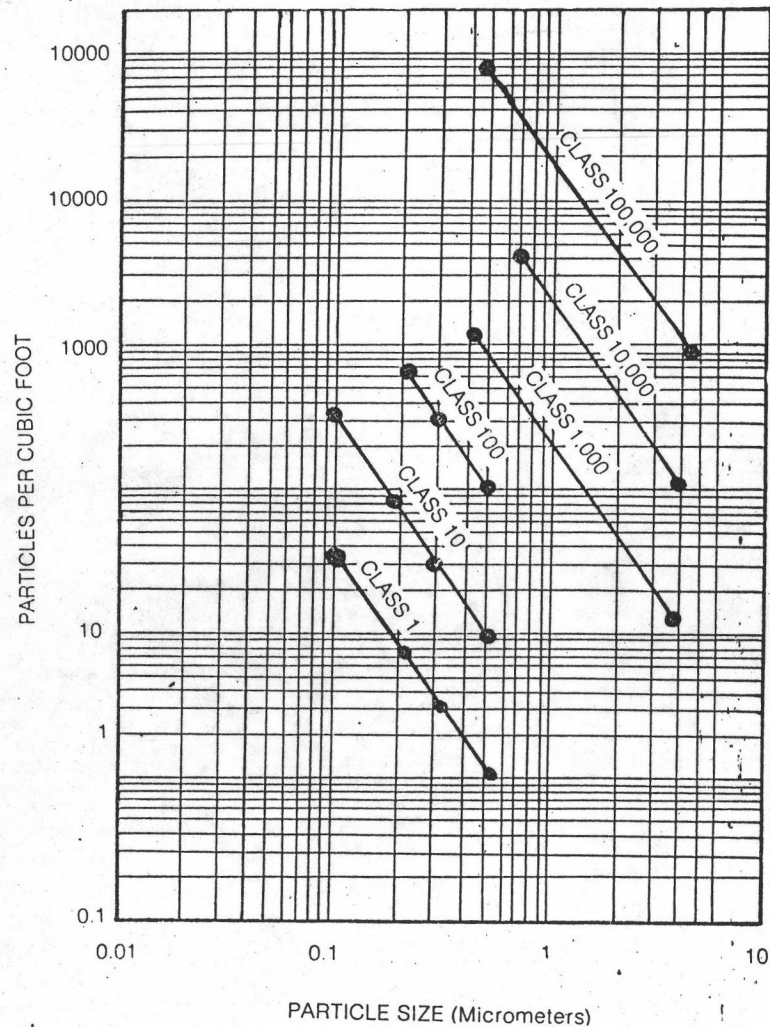 10000
10000
1000
10
1
0.1
PARTICLES PER CUBIC FOOT
CLASS 100,000
CLASS 10,000
CLASS 1,000
CLASS 100
CLASS 10
CLASS 1
0.01 0.1 1 10
PARTICLE SIZE (Micrometers)